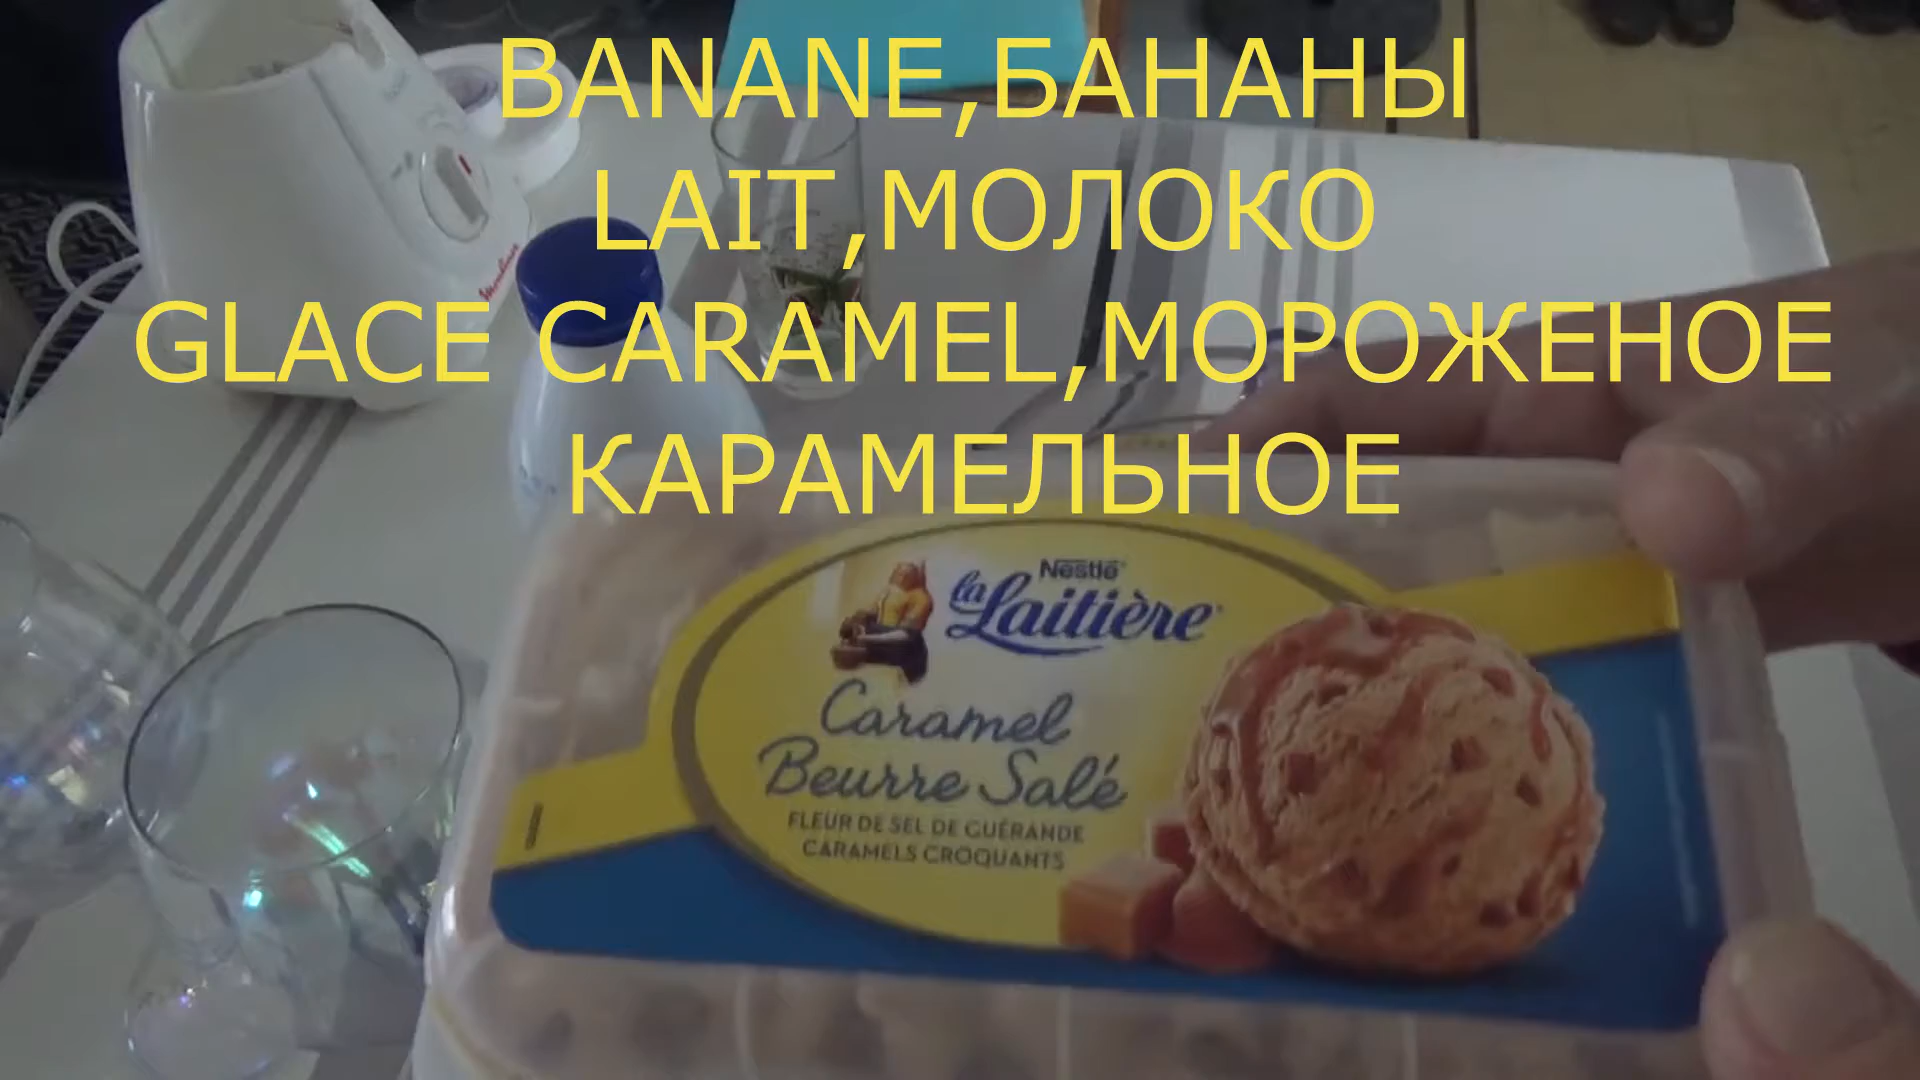 BANANE,БАНАНЫ
LAIT,МОЛОКО
GLACE CARAMEL,МОРОЖЕНОЕ
КАРАМЕЛЬНОЕ
Moulinex
Nestlé
la Laitière
Caramel
Beurre Salé
FLEUR DE SEL DE GUÉRANDE
CARAMELS CROQUANTS